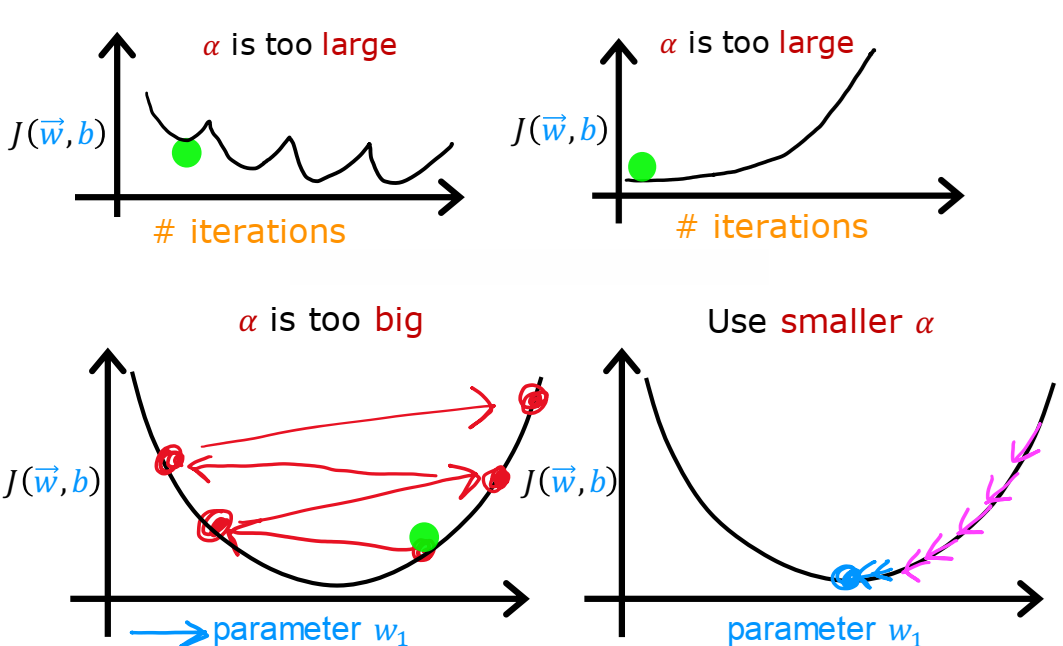 α is too large
J(w⃗, b)
# iterations
α is too large
J(w⃗, b)
# iterations
α is too big
J(w⃗, b)
parameter w₁
Use smaller α
J(w⃗, b)
parameter w₁